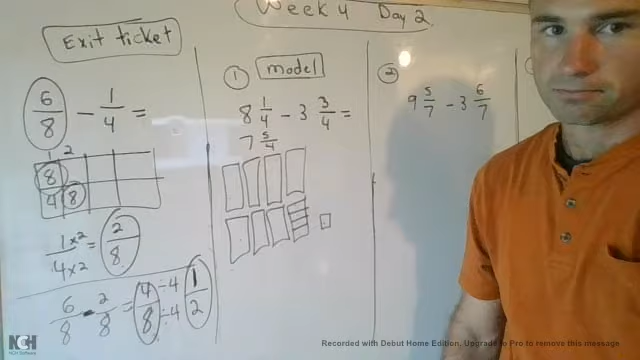 Week 4 Day 2
Exit ticket
6/8 - 1/4 =
1 2
8
4 8
1x2/4x2 = 2/8
6/8 - 2/8 = 4÷4/8÷4 1/2
① model
8 1/4 - 3 3/4 =
7 5/4
②
9 5/7 - 3 6/7
NCH
NCH Software
Recorded with Debut Home Edition. Upgrade to Pro to remove this message